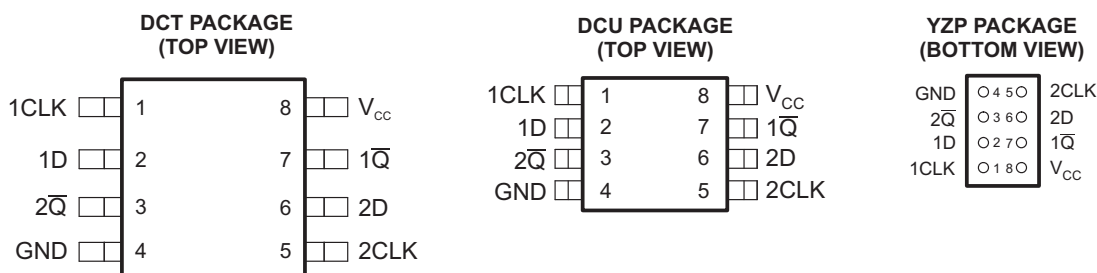 DCT PACKAGE
(TOP VIEW)
1CLK 1 8 V_CC
1D 2 7 1Q̅
2Q̅ 3 6 2D
GND 4 5 2CLK
DCU PACKAGE
(TOP VIEW)
1CLK 1 8 V_CC
1D 2 7 1Q̅
2Q̅ 3 6 2D
GND 4 5 2CLK
YZP PACKAGE
(BOTTOM VIEW)
GND 4 5 2CLK
2Q̅ 3 6 2D
1D 2 7 1Q̅
1CLK 1 8 V_CC